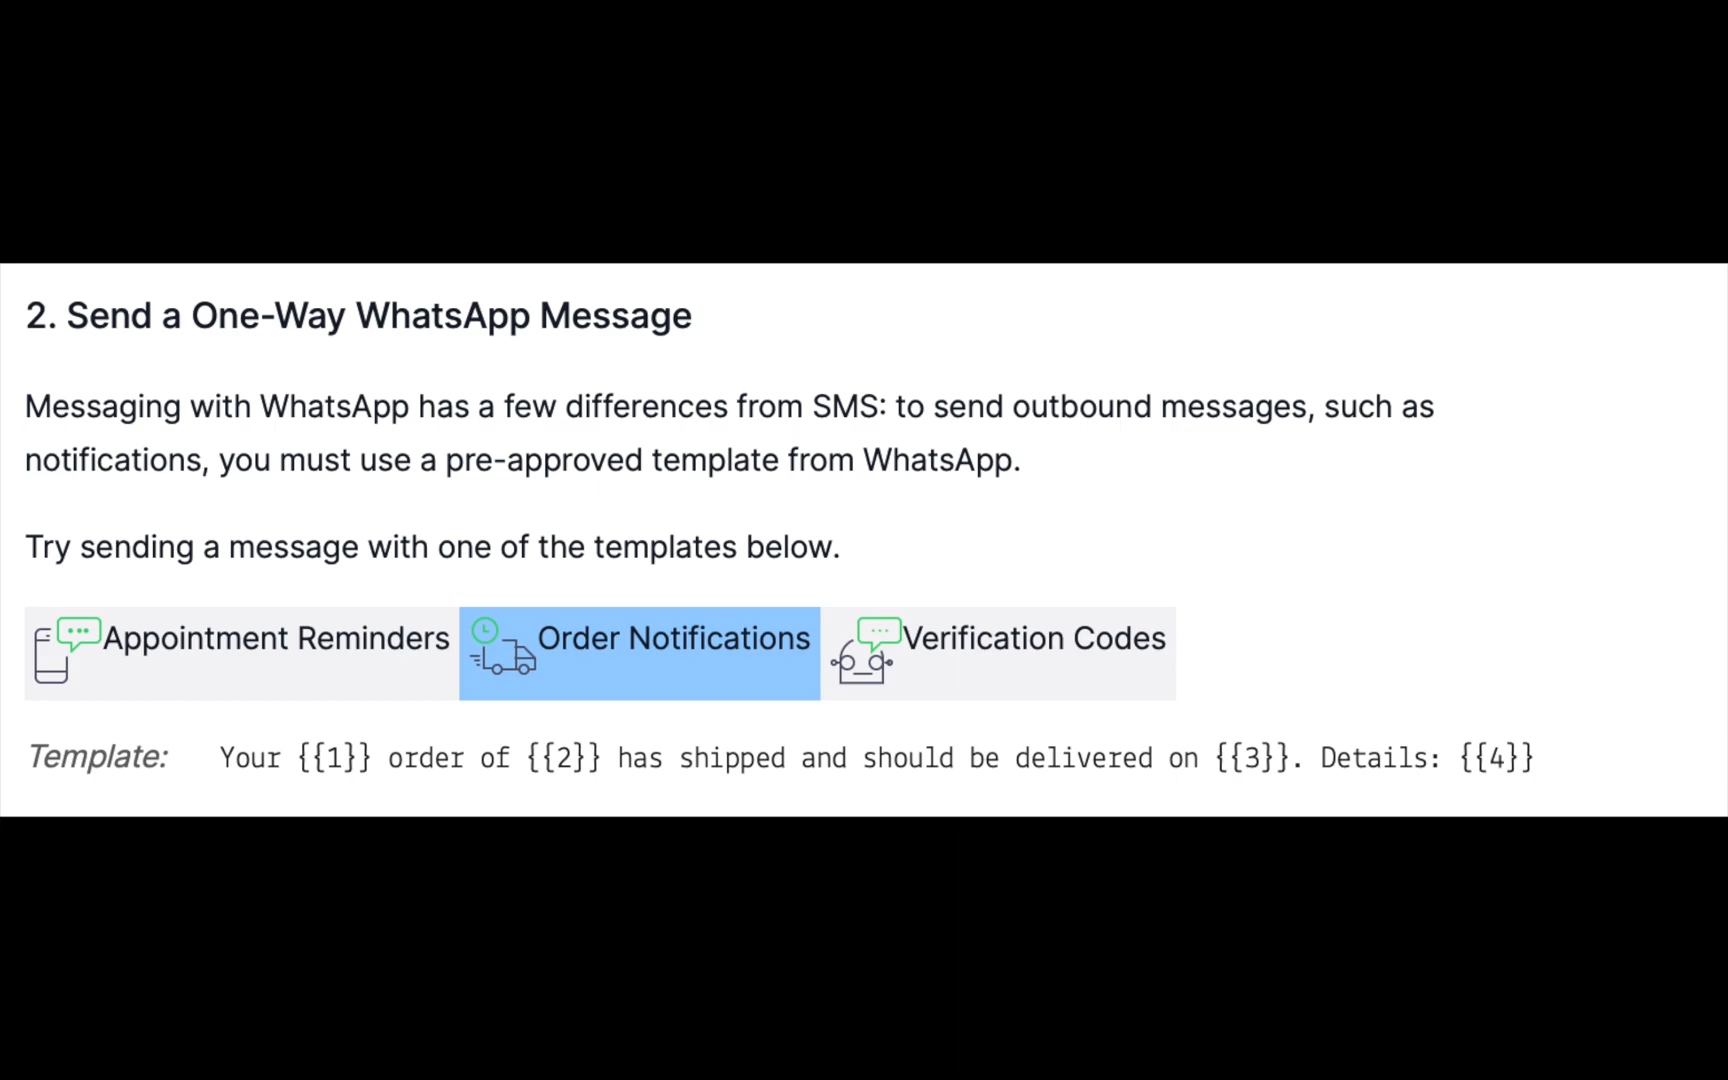 2. Send a One-Way WhatsApp Message
Messaging with WhatsApp has a few differences from SMS: to send outbound messages, such as
notifications, you must use a pre-approved template from WhatsApp.
Try sending a message with one of the templates below.
Appointment Reminders Order Notifications Verification Codes
Template: Your {{1}} order of {{2}} has shipped and should be delivered on {{3}}. Details: {{4}}